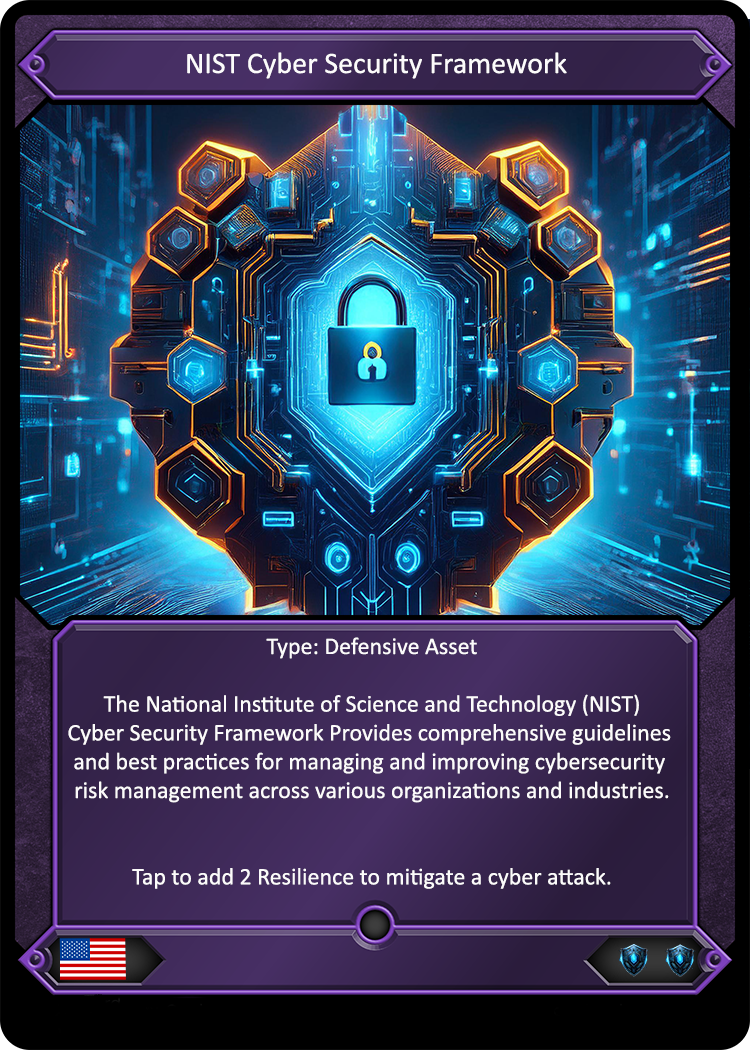 NIST Cyber Security Framework
Type: Defensive Asset
The National Institute of Science and Technology (NIST)
Cyber Security Framework Provides comprehensive guidelines
and best practices for managing and improving cybersecurity
risk management across various organizations and industries.
Tap to add 2 Resilience to mitigate a cyber attack.